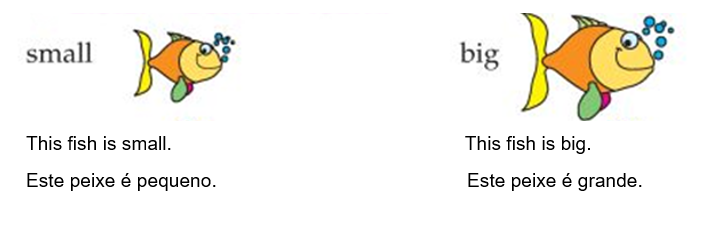 small
big
This fish is small.
This fish is big.
Este peixe é pequeno.
Este peixe é grande.